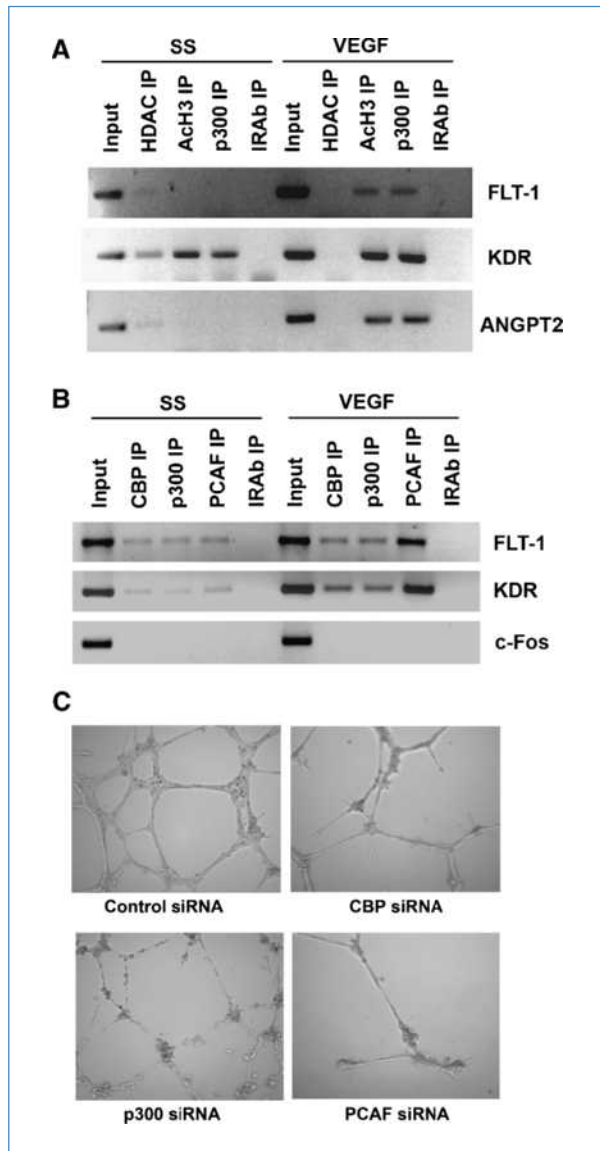 A
SS
VEGF
Input
HDAC IP
AcH3 IP
p300 IP
IRAb IP
Input
HDAC IP
AcH3 IP
p300 IP
IRAb IP
FLT-1
KDR
ANGPT2
B
SS
VEGF
Input
CBP IP
p300 IP
PCAF IP
IRAb IP
Input
CBP IP
p300 IP
PCAF IP
IRAb IP
FLT-1
KDR
c-Fos
C
Control siRNA
CBP siRNA
p300 siRNA
PCAF siRNA